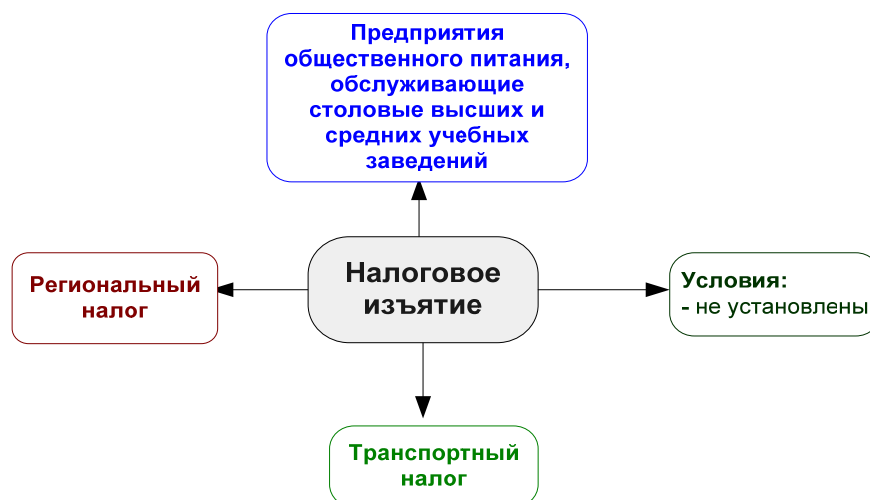 Предприятия
общественного питания,
обслуживающие
столовые высших и
средних учебных
заведений
Региональный
налог
Налоговое
изъятие
Условия:
- не установлены
Транспортный
налог